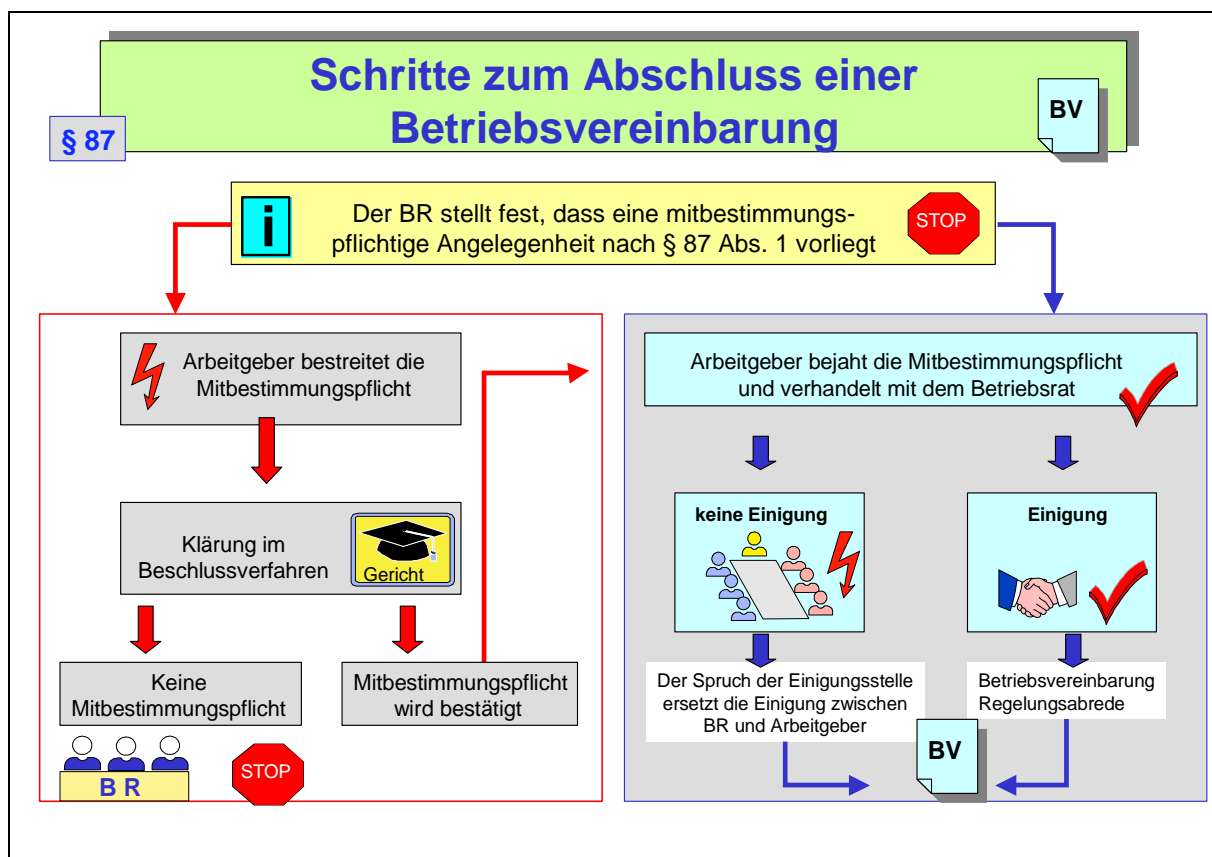 Schritte zum Abschluss einer
Betriebsvereinbarung
BV
§ 87
i
Der BR stellt fest, dass eine mitbestimmungs-
pflichtige Angelegenheit nach § 87 Abs. 1 vorliegt
STOP
Arbeitgeber bestreitet die
Mitbestimmungspflicht
Klärung im
Beschlussverfahren
Gericht
Keine
Mitbestimmungspflicht
Mitbestimmungspflicht
wird bestätigt
B R
STOP
Arbeitgeber bejaht die Mitbestimmungspflicht
und verhandelt mit dem Betriebsrat
keine Einigung
Einigung
Der Spruch der Einigungsstelle
ersetzt die Einigung zwischen
BR und Arbeitgeber
Betriebsvereinbarung
Regelungsabrede
BV